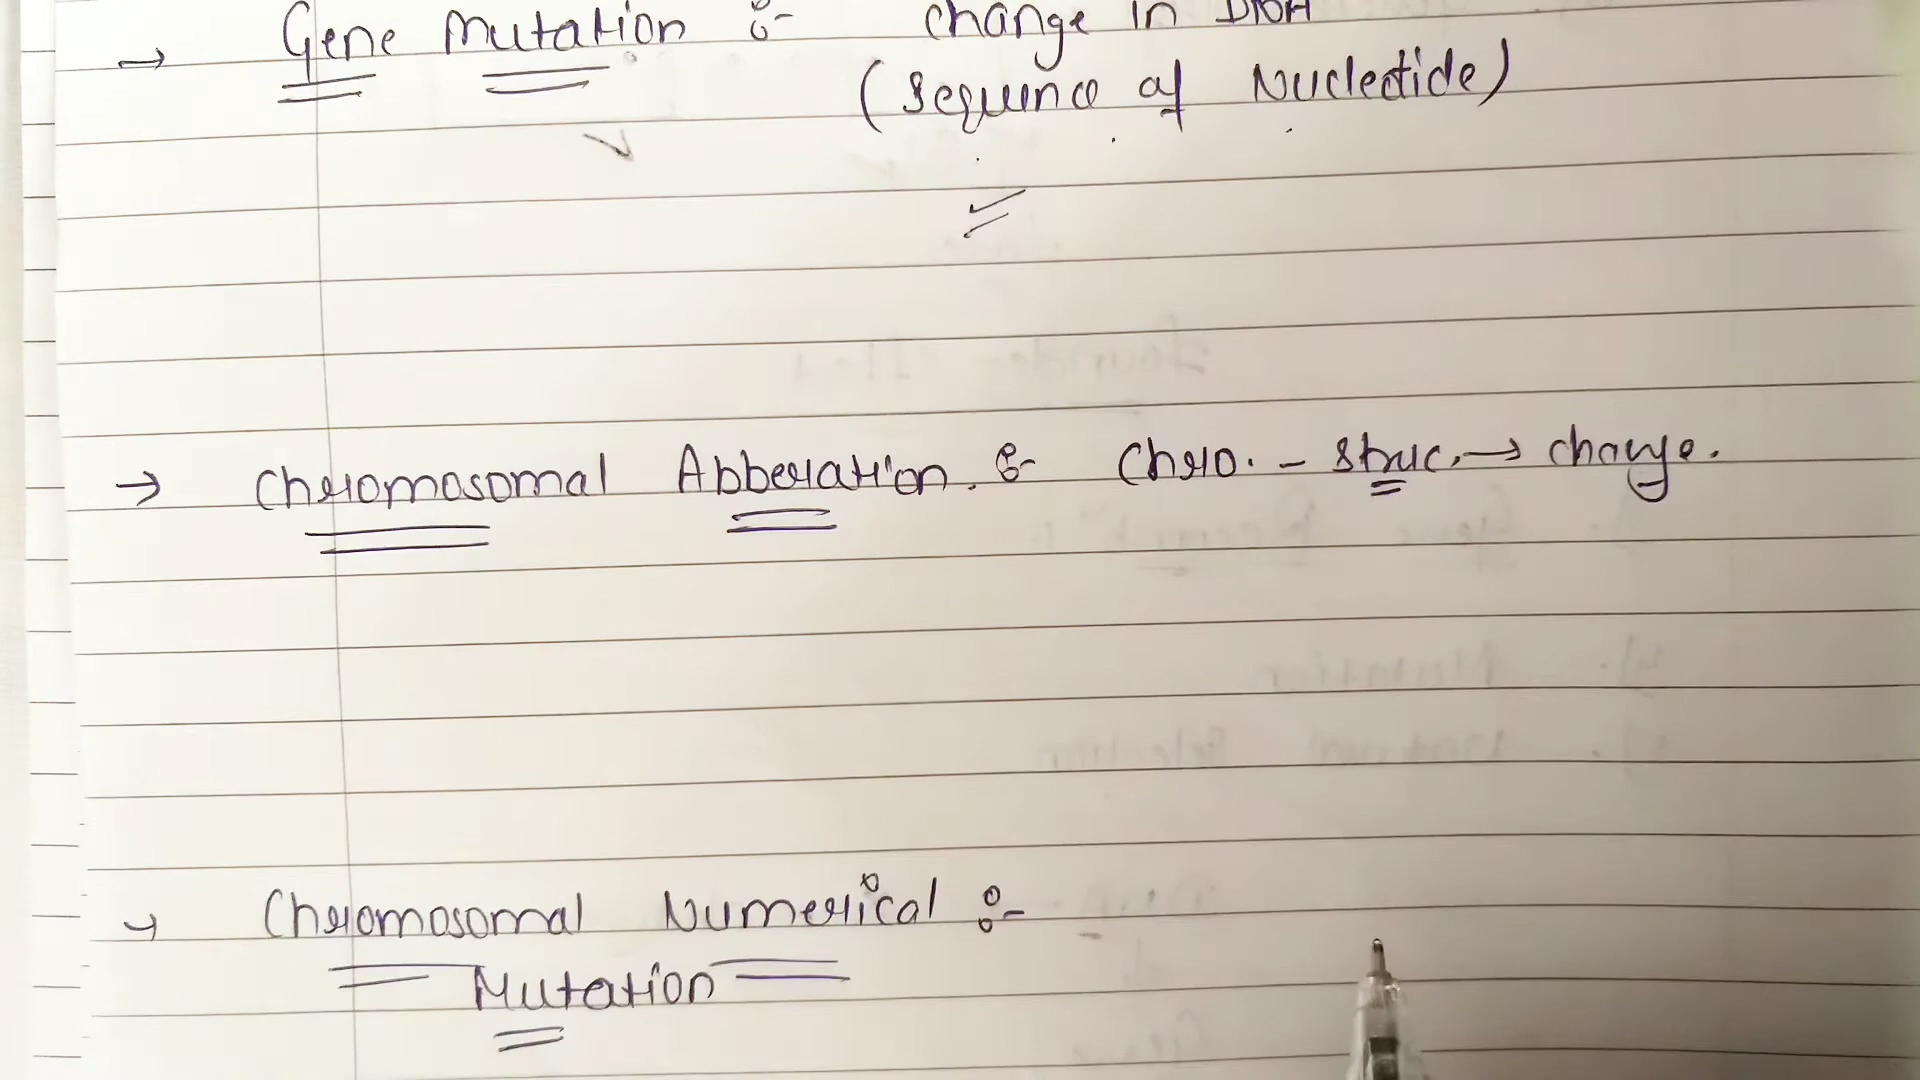 → Gene Mutation :- change in DNA
(Sequence of Nucleotide)
→ Chromosomal Abberation :- Chro. - struc. → change.
→ Chromosomal Numerical :-
Mutation